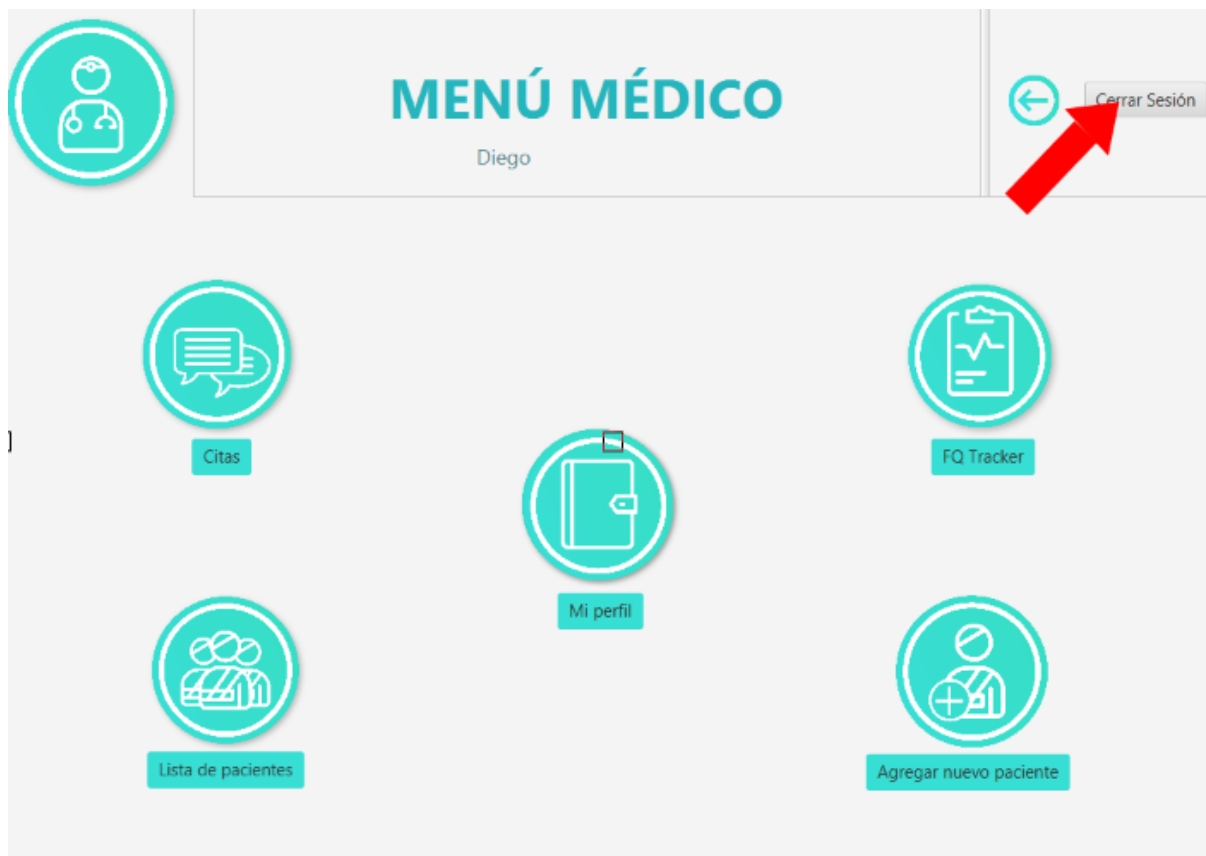 MENÚ MÉDICO
Cerrar Sesión
Diego
Citas
FQ Tracker
Mi perfil
Lista de pacientes
Agregar nuevo paciente